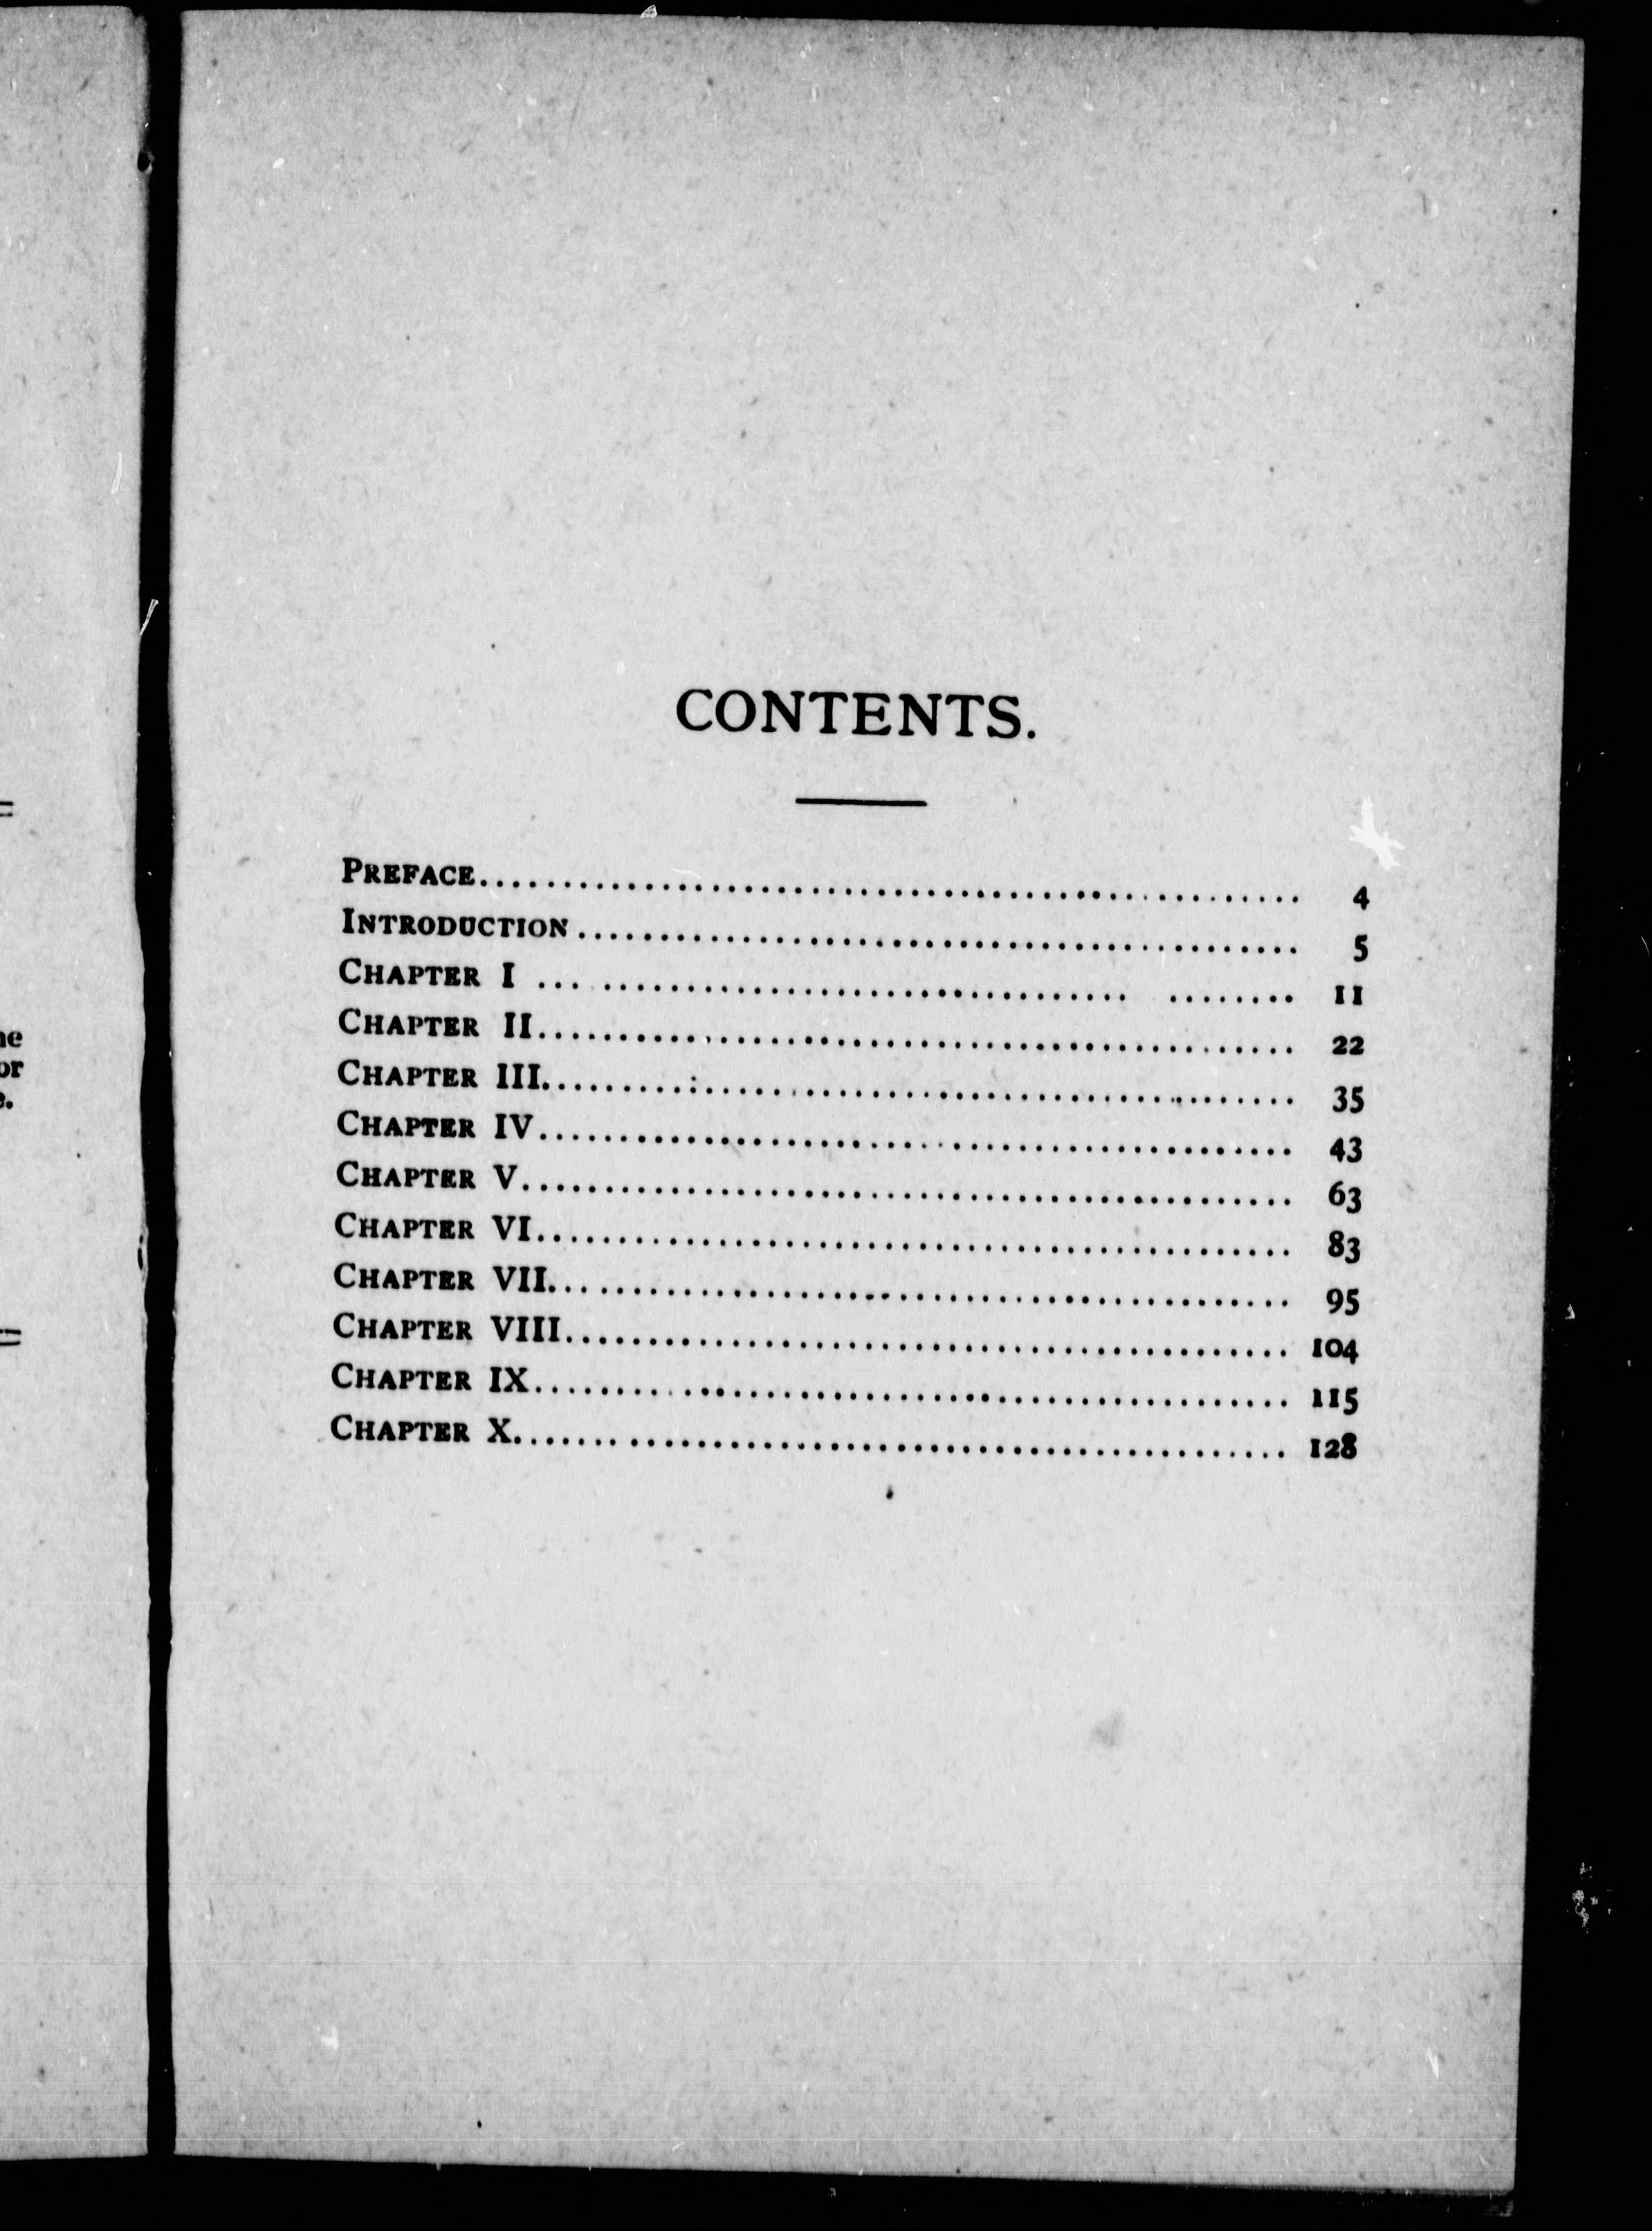 CONTENTS.
PREFACE.................................................. 4
INTRODUCTION............................................ 5
CHAPTER I ... ................................ ........ 11
CHAPTER II.............................................. 22
CHAPTER III............................................. 35
CHAPTER IV.............................................. 43
CHAPTER V............................................... 63
CHAPTER VI.............................................. 83
CHAPTER VII............................................. 95
CHAPTER VIII............................................ 104
CHAPTER IX.............................................. 115
CHAPTER X............................................... 128